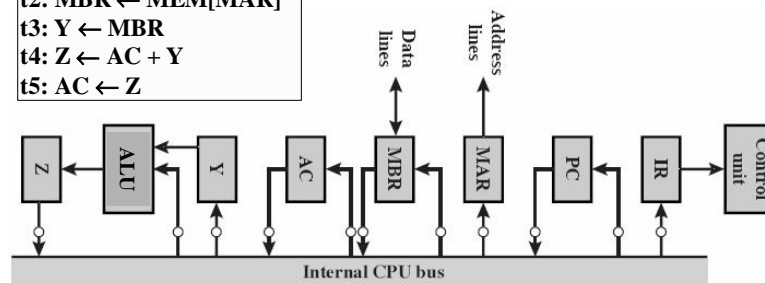 t2: MBR ← MEM[MAR]
t3: Y ← MBR
t4: Z ← AC + Y
t5: AC ← Z
Data
lines
Address
lines
Z
ALU
Y
AC
MBR
MAR
PC
IR
Control
unit
Internal CPU bus